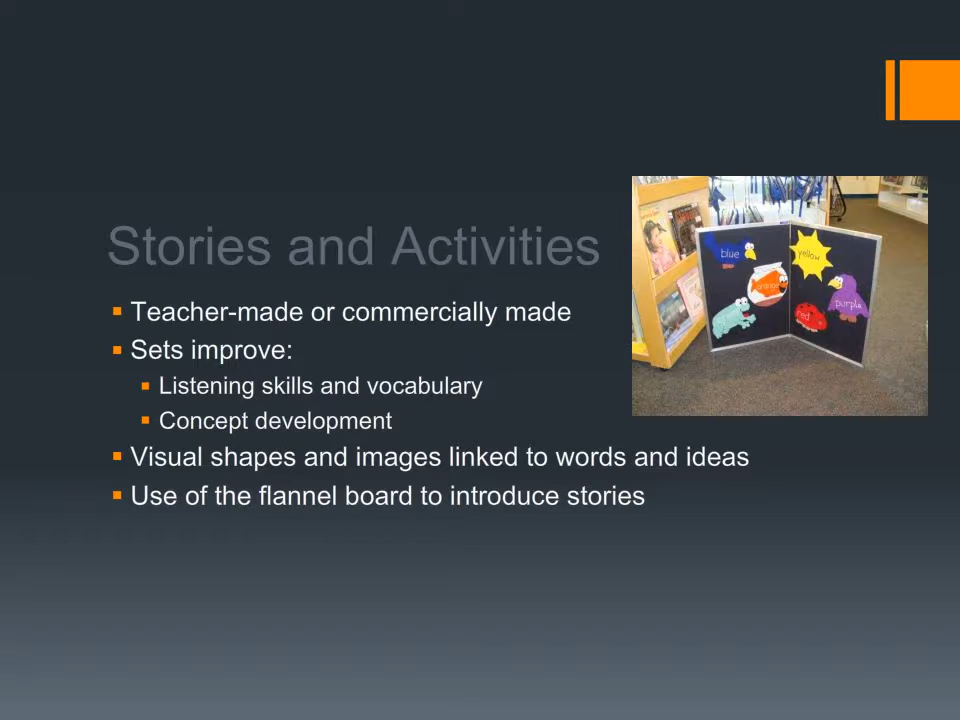 Stories and Activities
Teacher-made or commercially made
Sets improve:
Listening skills and vocabulary
Concept development
Visual shapes and images linked to words and ideas
Use of the flannel board to introduce stories
blue
yellow
orange
purple
red